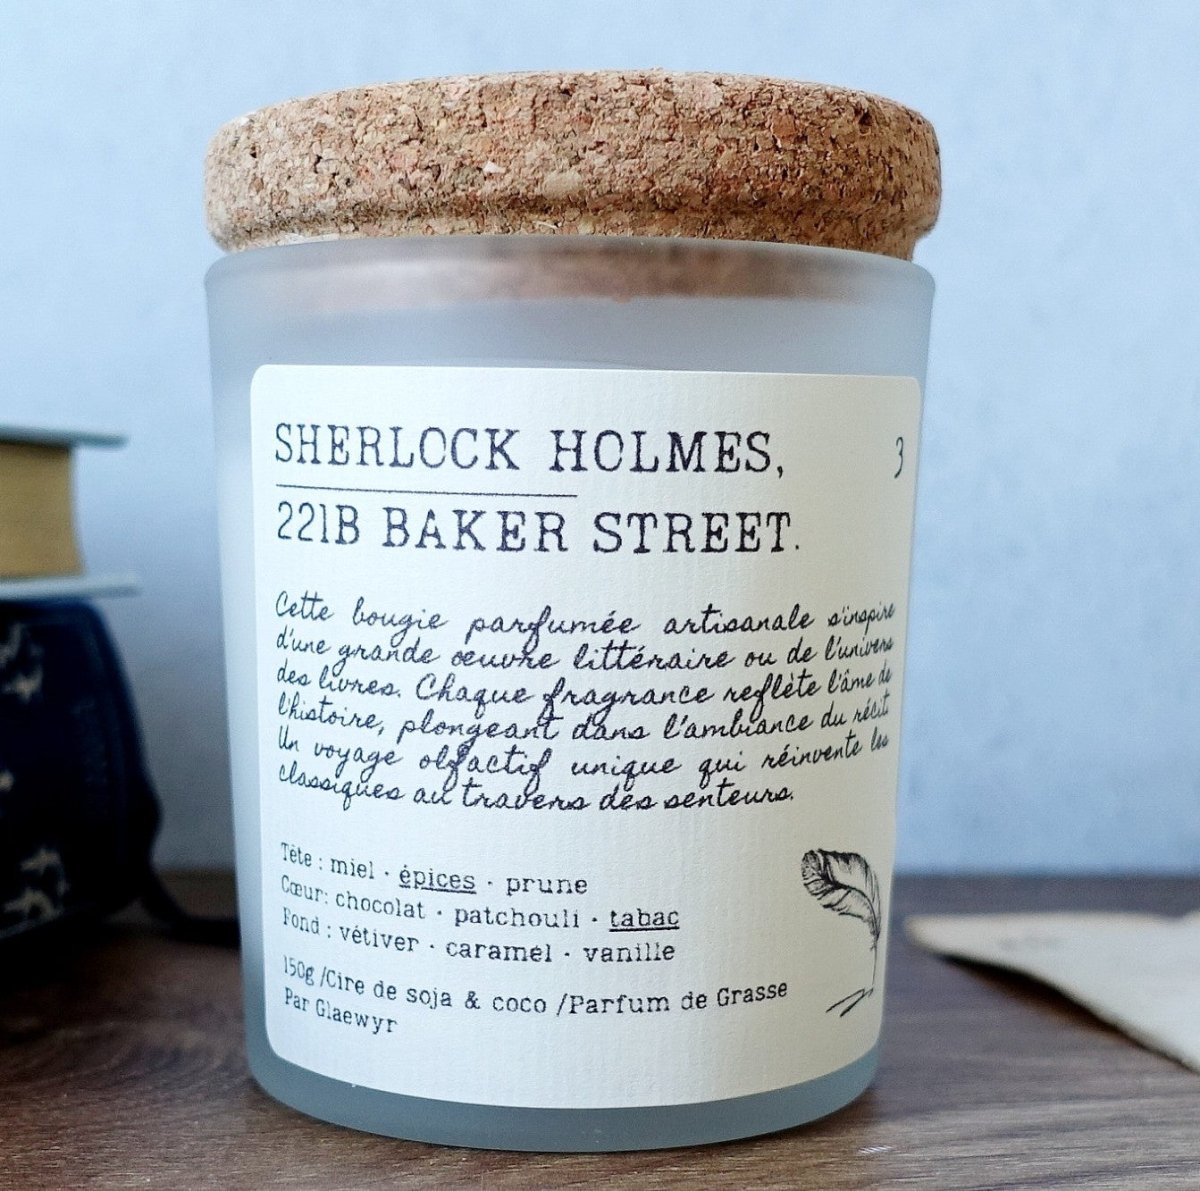 SHERLOCK HOLMES,
3
221B BAKER STREET.
Cette bougie parfumée artisanale s'inspire
d'une grande œuvre littéraire ou de l'univers
des livres. Chaque fragrance reflète l'âme de
l'histoire, plongeant dans l'ambiance du récit
Un voyage olfactif unique qui réinvente les
classiques au travers des senteurs.
Tête : miel · épices · prune
Cœur: chocolat · patchouli · tabac
Fond : vétiver · caramel · vanille
150g /Cire de soja & coco /Parfum de Grasse
Par Glaewyr